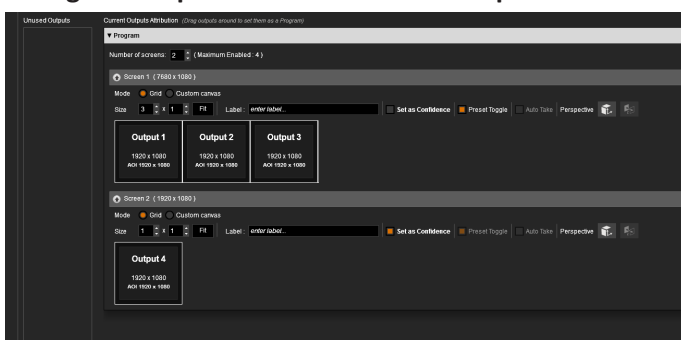 Unused Outputs
Current Outputs Attribution (Drag outputs around to set them as a Program)
Program
Number of screens: 2 ( Maximum Enabled : 4 )
Screen 1 ( 7680 x 1080 )
Mode Grid Custom canvas
Size 3 x 1 Fit Label : enter label... Set as Confidence Preset Toggle Auto Take Perspective
Output 1 Output 2 Output 3
1920 x 1080 1920 x 1080 1920 x 1080
AOI 1920 x 1080 AOI 1920 x 1080 AOI 1920 x 1080
Screen 2 ( 1920 x 1080 )
Mode Grid Custom canvas
Size 1 x 1 Fit Label : enter label... Set as Confidence Preset Toggle Auto Take Perspective
Output 4
1920 x 1080
AOI 1920 x 1080